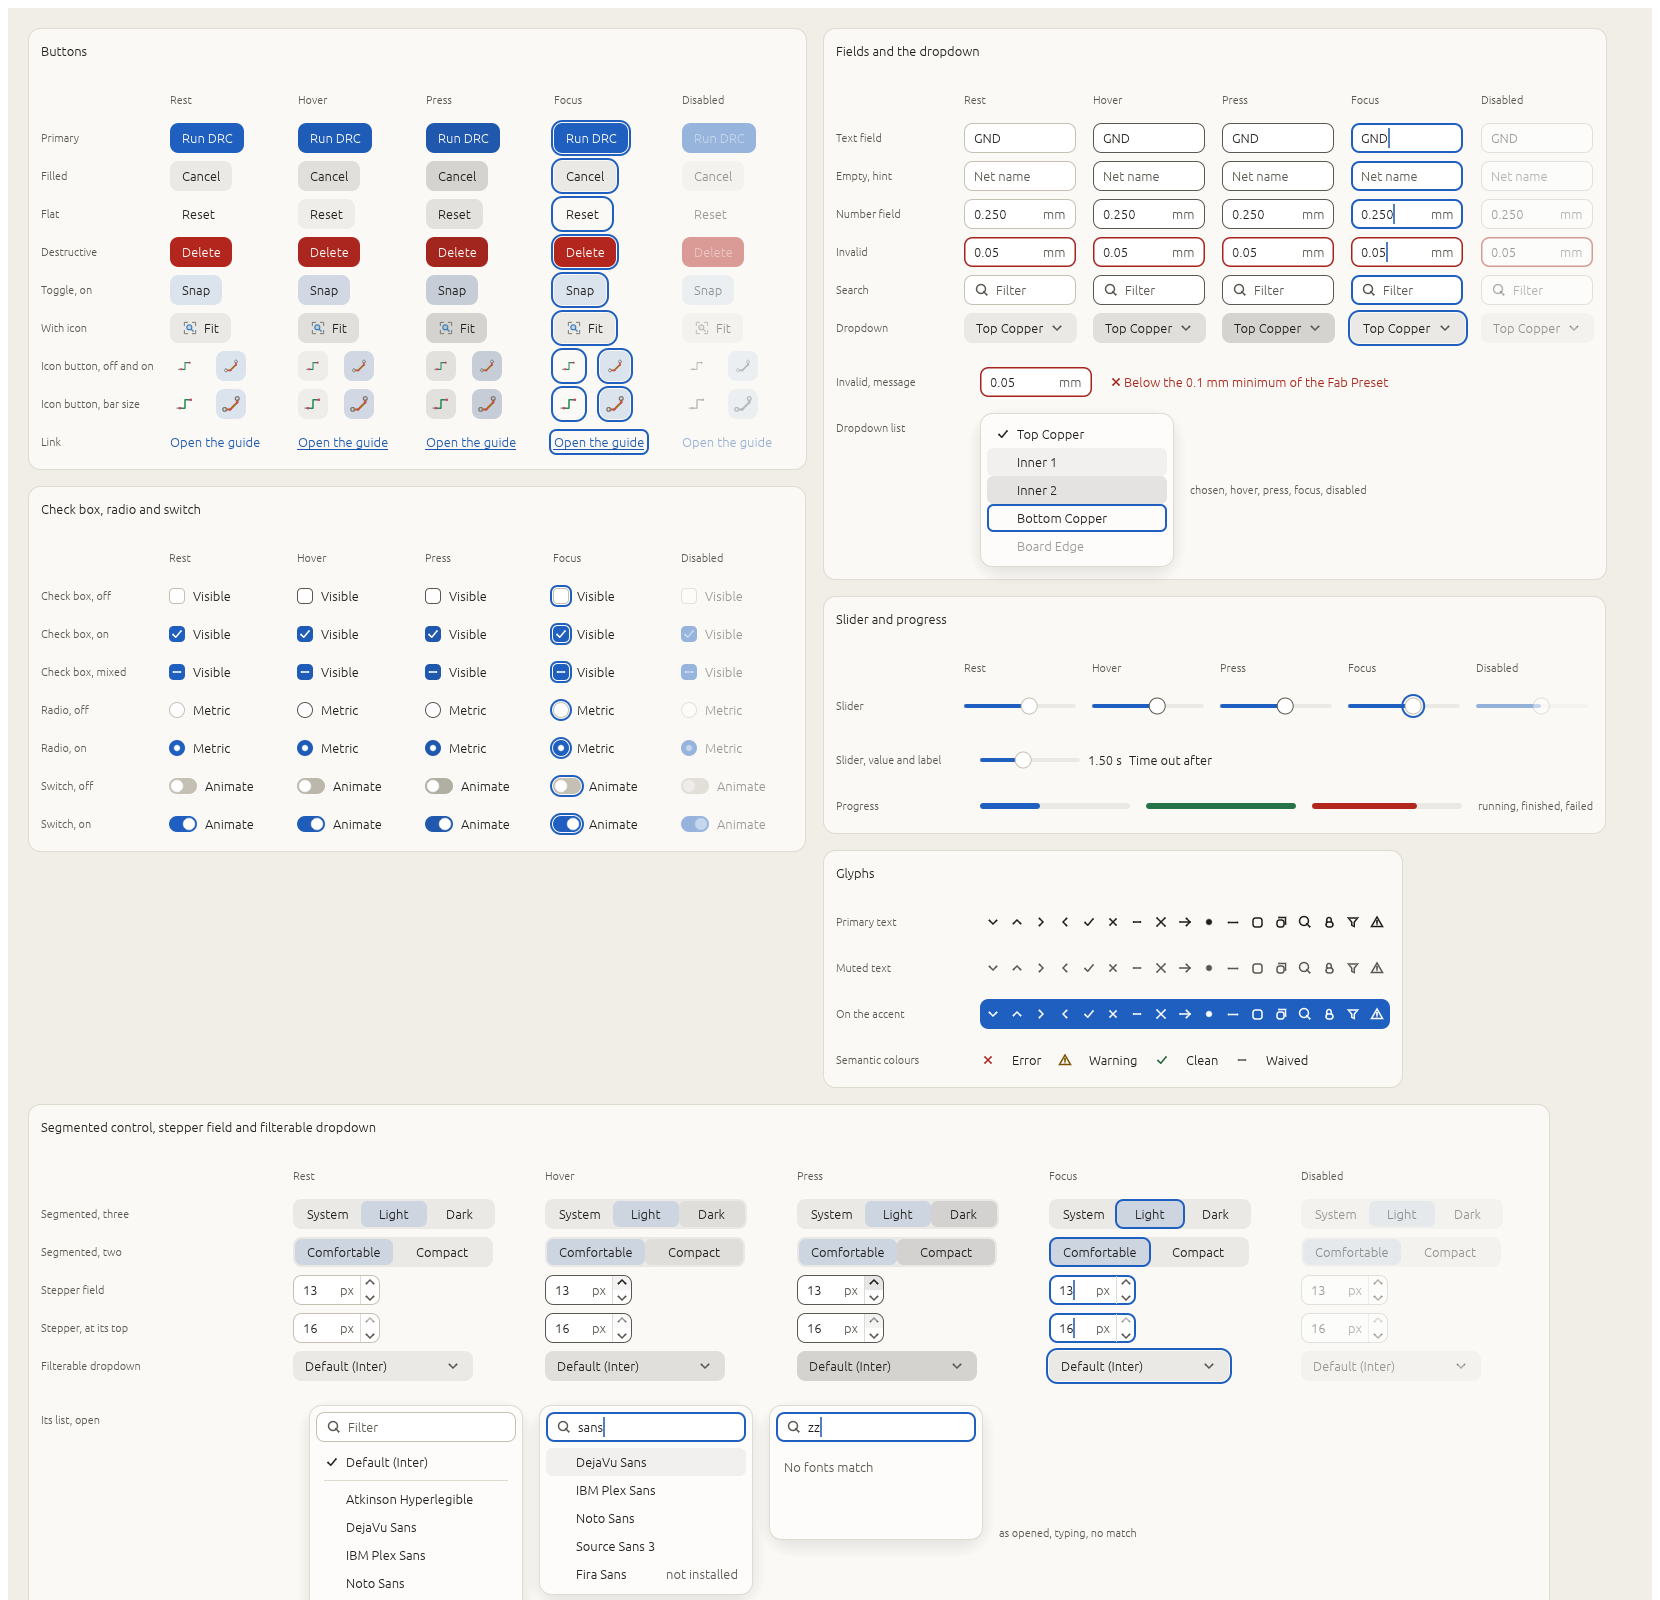 Buttons
Rest Hover Press Focus Disabled
Primary Run DRC Run DRC Run DRC Run DRC Run DRC
Filled Cancel Cancel Cancel Cancel Cancel
Flat Reset Reset Reset Reset Reset
Destructive Delete Delete Delete Delete Delete
Toggle, on Snap Snap Snap Snap Snap
With icon Fit Fit Fit Fit Fit
Icon button, off and on
Icon button, bar size
Link Open the guide Open the guide Open the guide Open the guide Open the guide
Fields and the dropdown
Rest Hover Press Focus Disabled
Text field GND GND GND GND GND
Empty, hint Net name Net name Net name Net name Net name
Number field 0.250 mm 0.250 mm 0.250 mm 0.250 mm 0.250 mm
Invalid 0.05 mm 0.05 mm 0.05 mm 0.05 mm 0.05 mm
Search Filter Filter Filter Filter Filter
Dropdown Top Copper Top Copper Top Copper Top Copper Top Copper
Invalid, message 0.05 mm Below the 0.1 mm minimum of the Fab Preset
Dropdown list Top Copper
Inner 1
Inner 2 chosen, hover, press, focus, disabled
Bottom Copper
Board Edge
Check box, radio and switch
Rest Hover Press Focus Disabled
Check box, off Visible Visible Visible Visible Visible
Check box, on Visible Visible Visible Visible Visible
Check box, mixed Visible Visible Visible Visible Visible
Radio, off Metric Metric Metric Metric Metric
Radio, on Metric Metric Metric Metric Metric
Switch, off Animate Animate Animate Animate Animate
Switch, on Animate Animate Animate Animate Animate
Slider and progress
Rest Hover Press Focus Disabled
Slider
Slider, value and label 1.50 s Time out after
Progress running, finished, failed
Glyphs
Primary text
Muted text
On the accent
Semantic colours Error Warning Clean Waived
Segmented control, stepper field and filterable dropdown
Rest Hover Press Focus Disabled
Segmented, three System Light Dark System Light Dark System Light Dark System Light Dark System Light Dark
Segmented, two Comfortable Compact Comfortable Compact Comfortable Compact Comfortable Compact Comfortable Compact
Stepper field 13 px 13 px 13 px 13 px 13 px
Stepper, at its top 16 px 16 px 16 px 16 px 16 px
Filterable dropdown Default (Inter) Default (Inter) Default (Inter) Default (Inter) Default (Inter)
Its list, open
Filter
Default (Inter)
Atkinson Hyperlegible
DejaVu Sans
IBM Plex Sans
Noto Sans
sans
DejaVu Sans
IBM Plex Sans
Noto Sans
Source Sans 3
Fira Sans not installed
zz
No fonts match
as opened, typing, no match